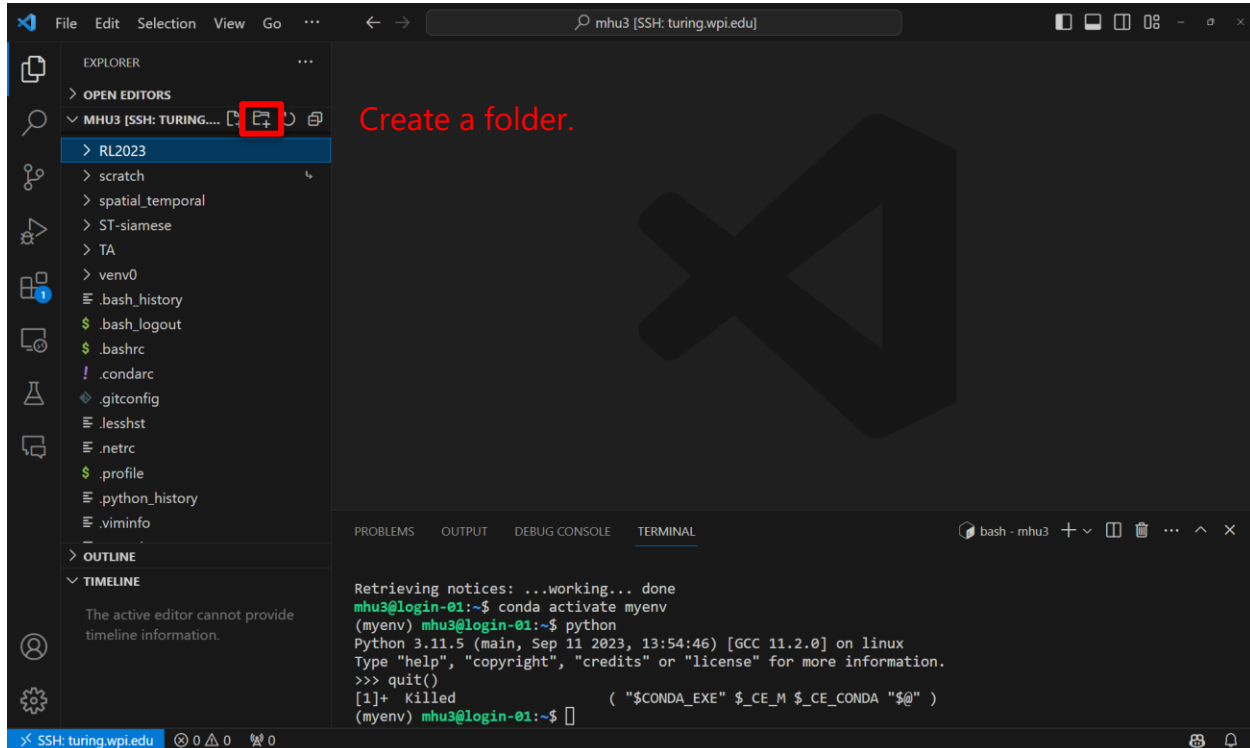 File Edit Selection View Go ···
mhu3 [SSH: turing.wpi.edu]
EXPLORER ···
OPEN EDITORS
MHU3 [SSH: TURING....
Create a folder.
RL2023
scratch
spatial_temporal
ST-siamese
TA
venv0
.bash_history
$ .bash_logout
$ .bashrc
! .condarc
.gitconfig
.lesshst
.netrc
$ .profile
.python_history
.viminfo
OUTLINE
TIMELINE
The active editor cannot provide
timeline information.
1
PROBLEMS OUTPUT DEBUG CONSOLE TERMINAL
bash - mhu3
Retrieving notices: ...working... done
mhu3@login-01:~$ conda activate myenv
(myenv) mhu3@login-01:~$ python
Python 3.11.5 (main, Sep 11 2023, 13:54:46) [GCC 11.2.0] on linux
Type "help", "copyright", "credits" or "license" for more information.
>>> quit()
[1]+ Killed ( "$CONDA_EXE" $_CE_M $_CE_CONDA "$@" )
(myenv) mhu3@login-01:~$
SSH: turing.wpi.edu 0 0 0